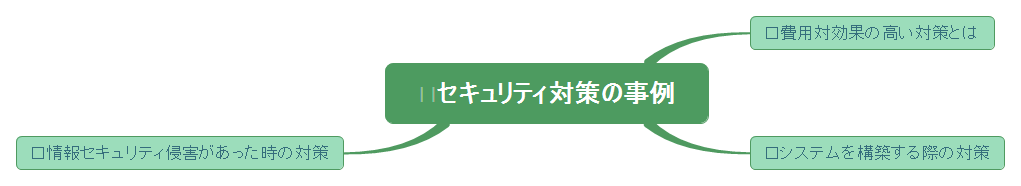 セキュリティ対策の事例
費用対効果の高い対策とは
システムを構築する際の対策
情報セキュリティ侵害があった時の対策